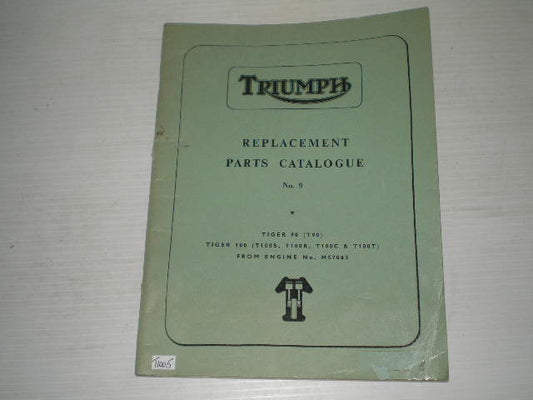 TRIUMPH
REPLACEMENT
PARTS CATALOGUE
No. 9
TIGER 90 (T90)
TIGER 100 (T100S, T100R, T100C & T100T)
FROM ENGINE No. H57083
T1005